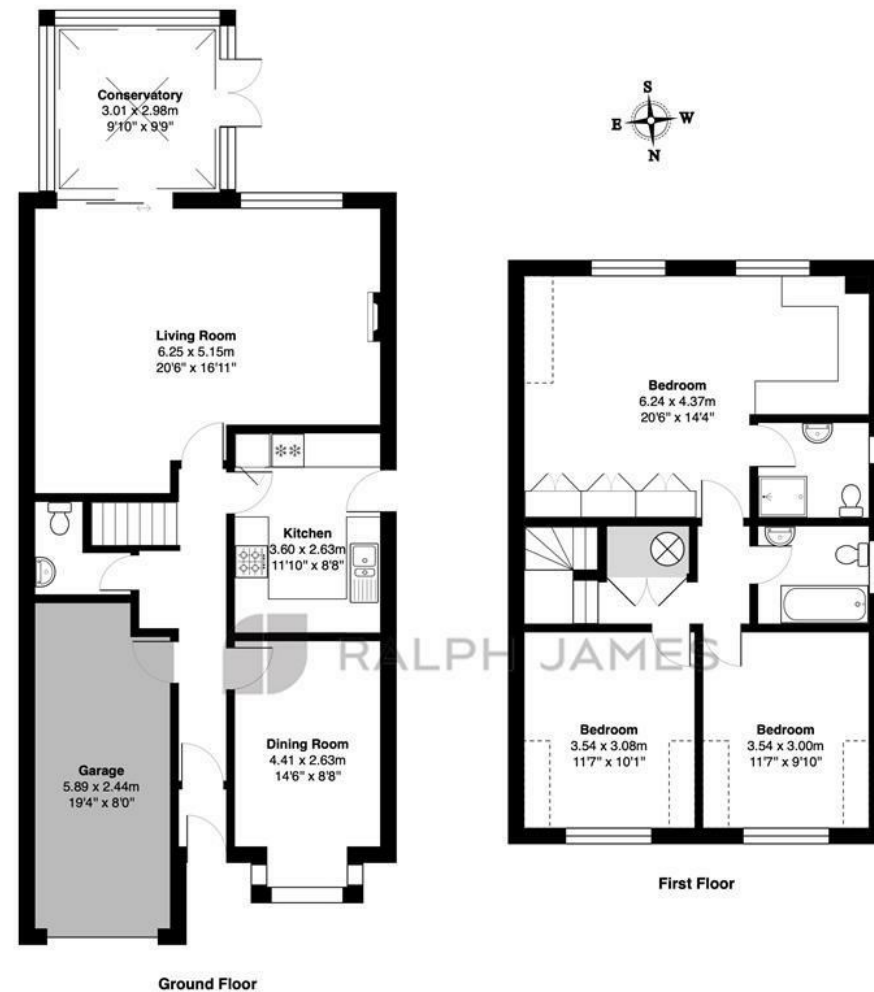 Conservatory
3.01 x 2.98m
9'10" x 9'9"
S
E W
N
Living Room
6.25 x 5.15m
20'6" x 16'11"
Bedroom
6.24 x 4.37m
20'6" x 14'4"
Kitchen
3.60 x 2.63m
11'10" x 8'8"
RALPH JAMES
Dining Room
4.41 x 2.63m
14'6" x 8'8"
Garage
5.89 x 2.44m
19'4" x 8'0"
Bedroom
3.54 x 3.08m
11'7" x 10'1"
Bedroom
3.54 x 3.00m
11'7" x 9'10"
First Floor
Ground Floor